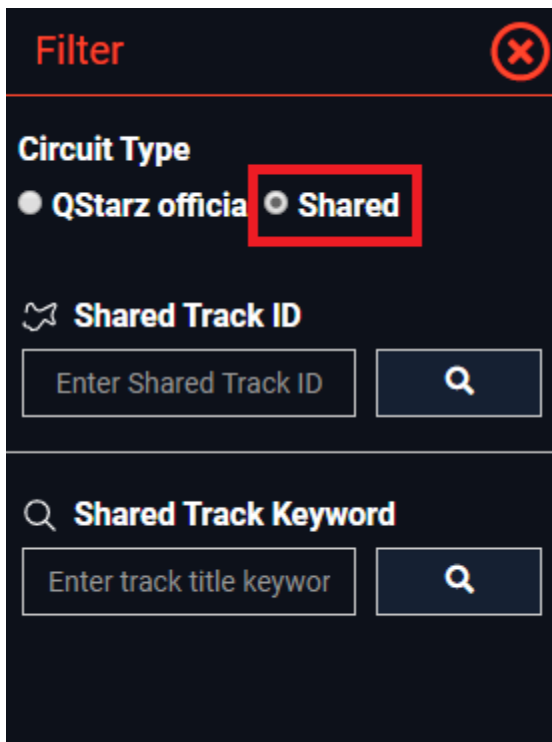 Filter
Circuit Type
QStarz officia Shared
Shared Track ID
Enter Shared Track ID
Shared Track Keyword
Enter track title keywor